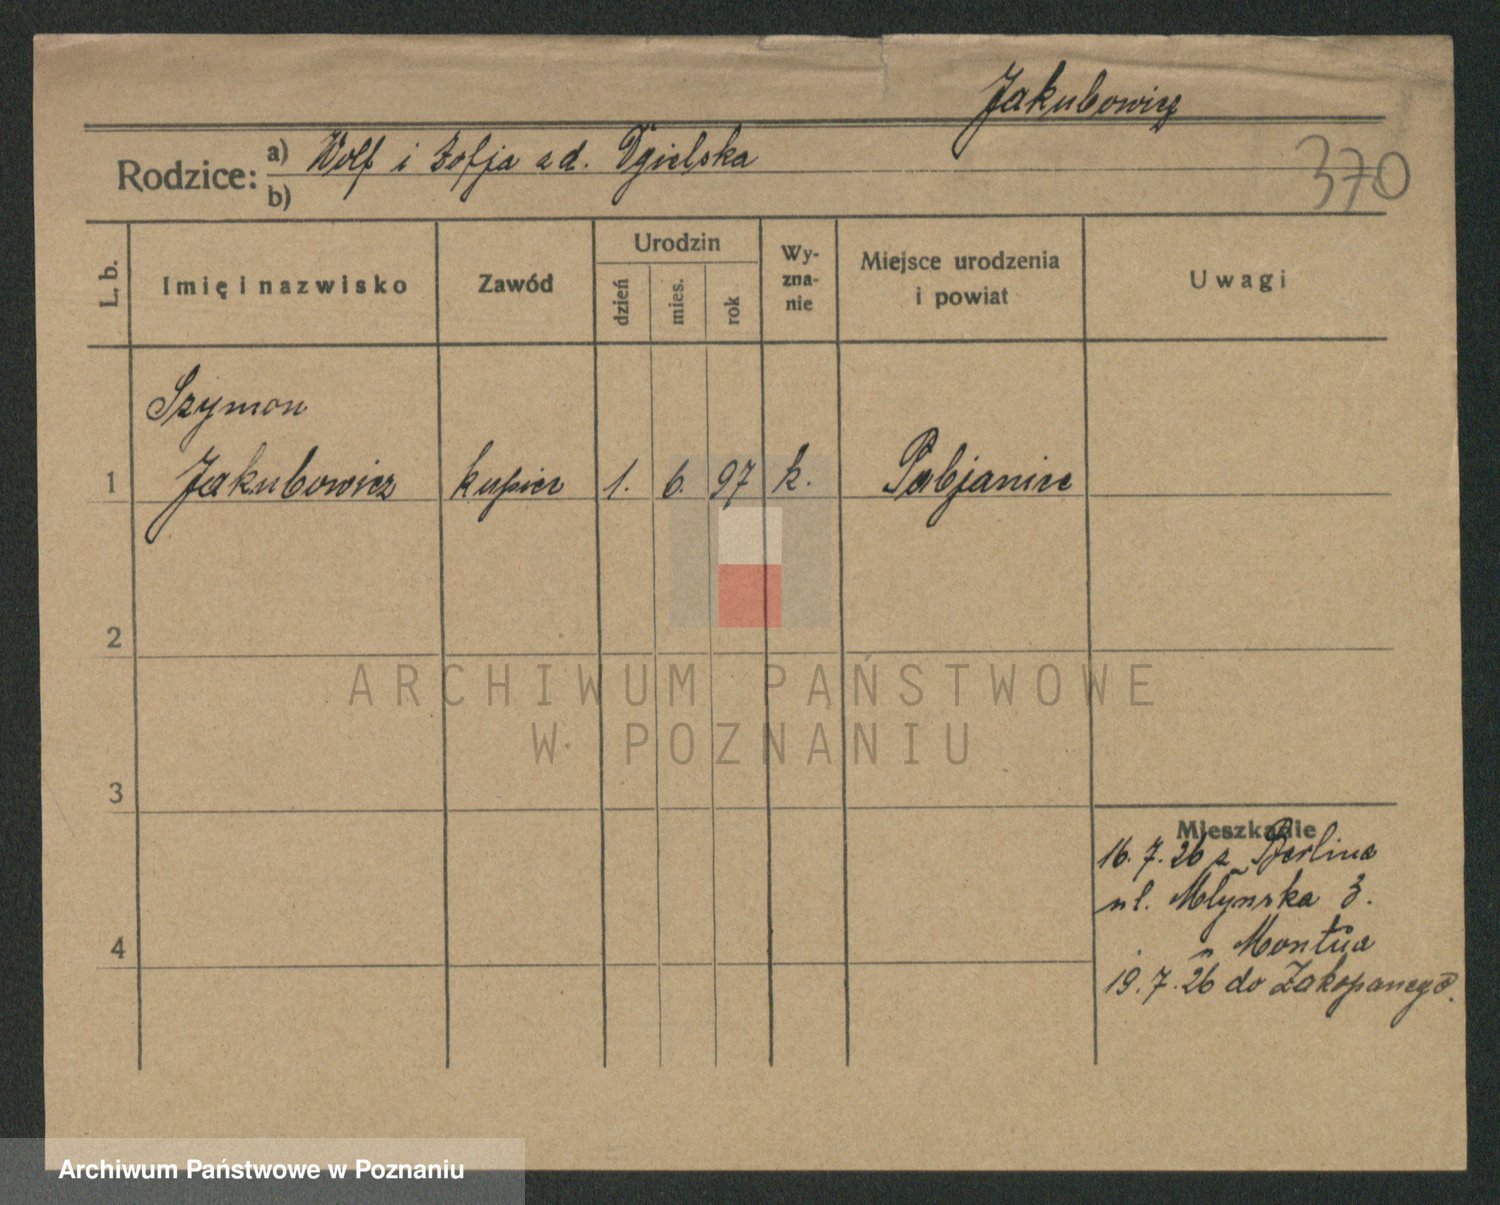 Jakubowicz
Rodzice: a) Wolf i Zofja zd. Zgielska
b)
370
L. b. Imię i nazwisko Zawód Urodzin dzień mies. rok Wy-zna-nie Miejsce urodzenia i powiat Uwagi
Szymon
1 Jakubowicz kupiec 1. 6. 97 k. Pabjanice
2
3
4
Mieszkanie
16.7.26 z Berlina
ul. Młyńska 3.
19.7.26 do Zakopanego.
ARCHIWUM PAŃSTWOWE
W POZNANIU
Archiwum Państwowe w Poznaniu